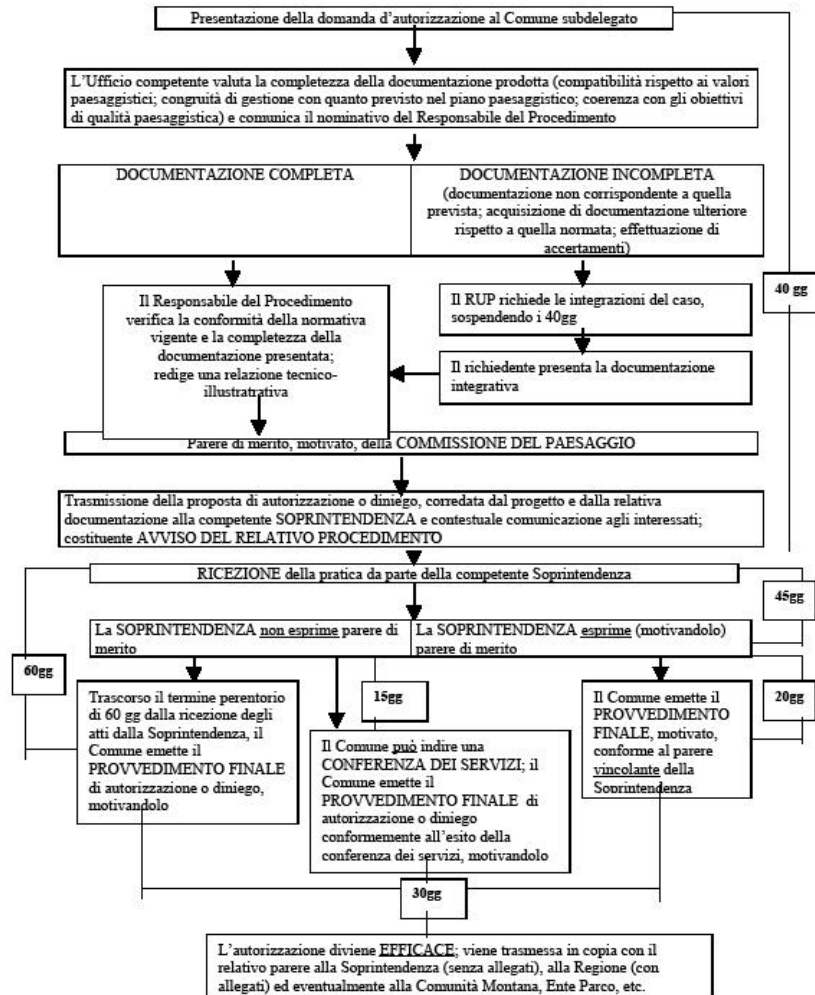 Presentazione della domanda d'autorizzazione al Comune subdelegato
L'Ufficio competente valuta la completezza della documentazione prodotta (compatibilità rispetto ai valori
paesaggistici; congruità di gestione con quanto previsto nel piano paesaggistico; coerenza con gli obiettivi
di qualità paesaggistica) e comunica il nominativo del Responsabile del Procedimento
DOCUMENTAZIONE COMPLETA
DOCUMENTAZIONE INCOMPLETA
(documentazione non corrispondente a quella
prevista; acquisizione di documentazione ulteriore
rispetto a quella normata; effettuazione di
accertamenti)
40 gg
Il Responsabile del Procedimento
verifica la conformità della normativa
vigente e la completezza della
documentazione presentata;
redige una relazione tecnico-
illustratrativa
Il RUP richiede le integrazioni del caso,
sospendendo i 40gg
Il richiedente presenta la documentazione
integrativa
Parere di merito, motivato, della COMMISSIONE DEL PAESAGGIO
Trasmissione della proposta di autorizzazione o diniego, corredata dal progetto e dalla relativa
documentazione alla competente SOPRINTENDENZA e contestuale comunicazione agli interessati;
costituente AVVISO DEL RELATIVO PROCEDIMENTO
RICEZIONE della pratica da parte della competente Soprintendenza
45gg
La SOPRINTENDENZA non esprime parere di
merito
La SOPRINTENDENZA esprime (motivandolo)
parere di merito
60gg
15gg
20gg
Trascorso il termine perentorio
di 60 gg dalla ricezione degli
atti dalla Soprintendenza, il
Comune emette il
PROVVEDIMENTO FINALE
di autorizzazione o diniego,
motivandolo
Il Comune può indire una
CONFERENZA DEI SERVIZI; il
Comune emette il
PROVVEDIMENTO FINALE di
autorizzazione o diniego
conformemente all'esito della
conferenza dei servizi, motivandolo
Il Comune emette il
PROVVEDIMENTO
FINALE, motivato,
conforme al parere
vincolante della
Soprintendenza
30gg
L'autorizzazione diviene EFFICACE; viene trasmessa in copia con il
relativo parere alla Soprintendenza (senza allegati), alla Regione (con
allegati) ed eventualmente alla Comunità Montana, Ente Parco, etc.